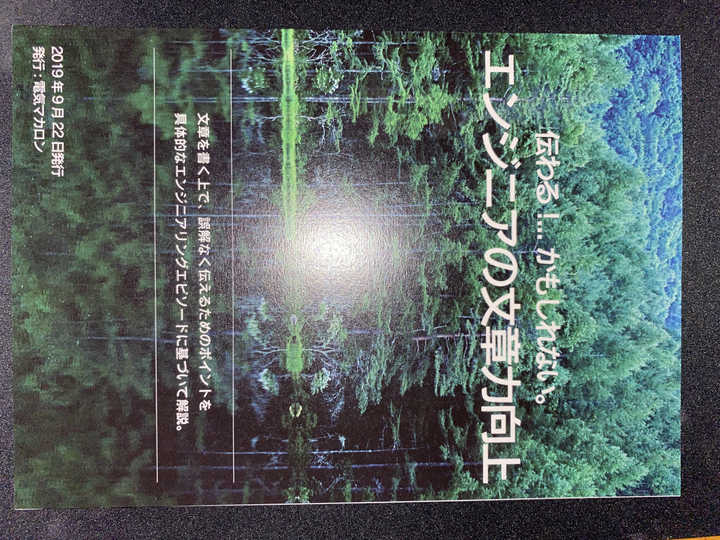 伝わる！… かもしれない。
エンジニアの文章力向上
文章を書く上で、誤解なく伝えるためのポイントを
具体的なエンジニアリングエピソードに基づいて解説。
2019年9月22日発行
発行：電気マカロン